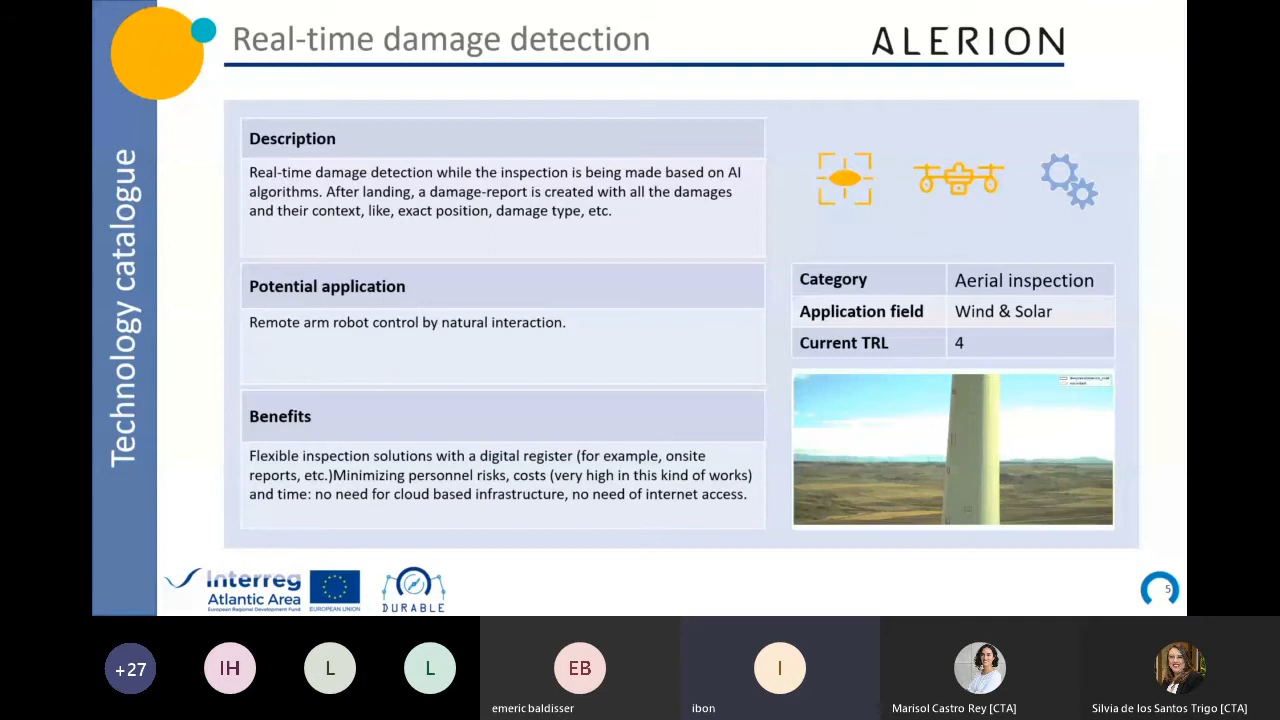 Real-time damage detection
ALERION
Technology catalogue
Description
Real-time damage detection while the inspection is being made based on AI
algorithms. After landing, a damage-report is created with all the damages
and their context, like, exact position, damage type, etc.
Potential application
Remote arm robot control by natural interaction.
Benefits
Flexible inspection solutions with a digital register (for example, onsite
reports, etc.)Minimizing personnel risks, costs (very high in this kind of works)
and time: no need for cloud based infrastructure, no need of internet access.
Category Aerial inspection
Application field Wind & Solar
Current TRL 4
Interreg
Atlantic Area
European Regional Development Fund
EUROPEAN UNION
DURABLE
5
+27
IH
L
L
EB
I
emeric baldisser
ibon
Marisol Castro Rey [CTA]
Silvia de los Santos Trigo [CTA]